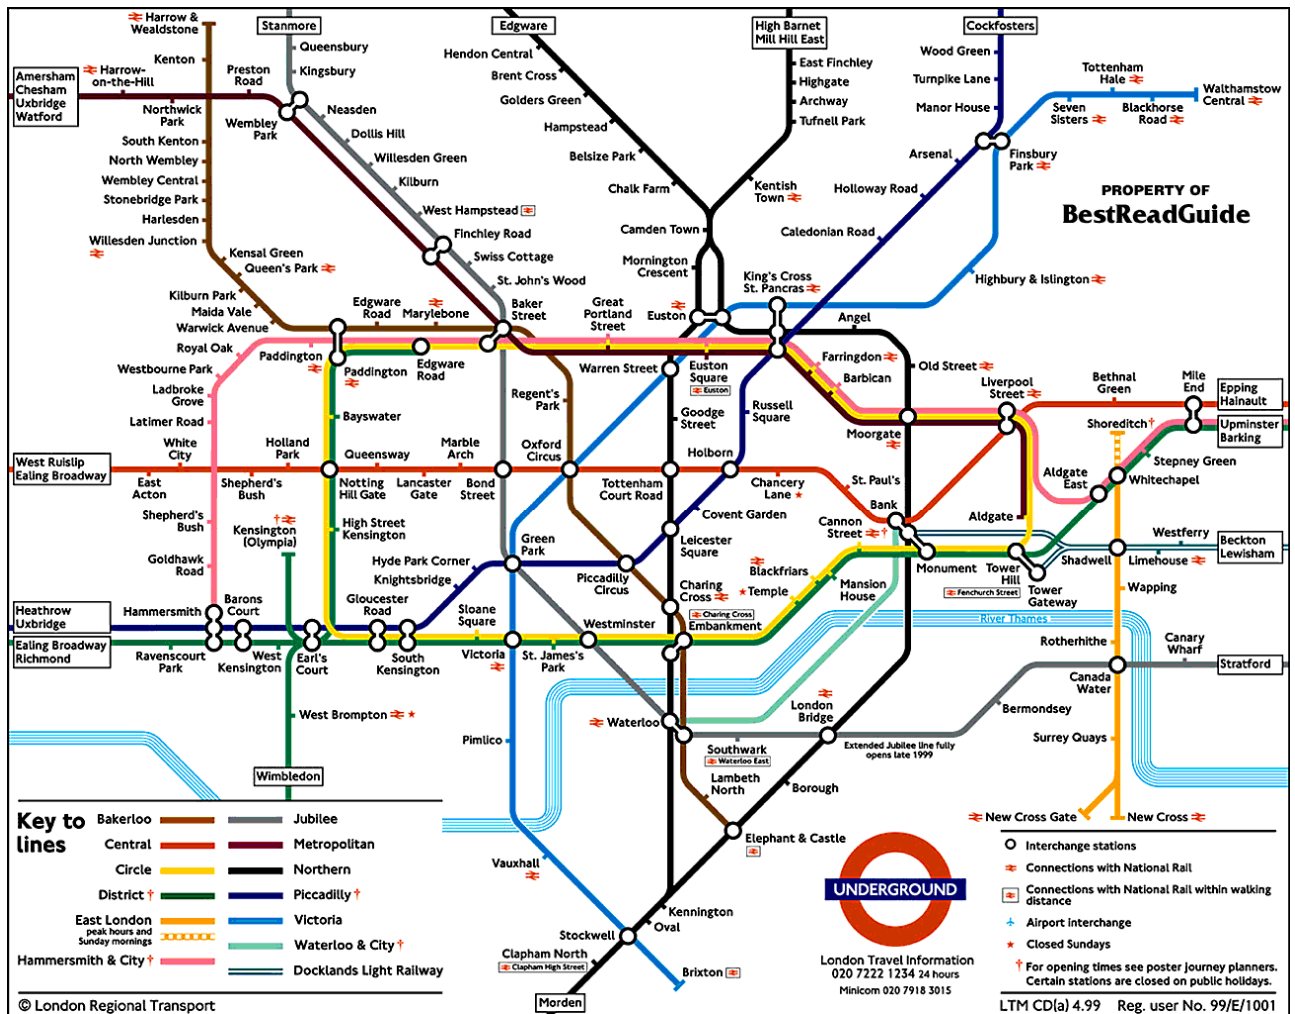 Harrow &
Wealdstone
Stanmore
Edgware
High Barnet
Mill Hill East
Cockfosters
Kenton
Queensbury
Kingsbury
Hendon Central
Brent Cross
Golders Green
Hampstead
Belsize Park
Chalk Farm
East Finchley
Highgate
Archway
Tufnell Park
Kentish
Town
Wood Green
Turnpike Lane
Manor House
Arsenal
Holloway Road
Caledonian Road
Finsbury
Park
Tottenham
Hale
Seven
Sisters
Blackhorse
Road
Walthamstow
Central
Amersham
Chesham
Uxbridge
Watford
Harrow-
on-the-Hill
Preston
Road
Northwick
Park
Wembley
Park
Neasden
Dollis Hill
Willesden Green
Kilburn
West Hampstead
Finchley Road
Swiss Cottage
St. John's Wood
South Kenton
North Wembley
Wembley Central
Stonebridge Park
Harlesden
Willesden Junction
Kensal Green
Queen's Park
Kilburn Park
Maida Vale
Warwick Avenue
PROPERTY OF
BestReadGuide
Camden Town
Mornington
Crescent
Euston
King's Cross
St. Pancras
Highbury & Islington
Angel
Old Street
Edgware
Road
Marylebone
Baker
Street
Great
Portland
Street
Royal Oak
Westbourne Park
Ladbroke
Grove
Latimer Road
Paddington
Paddington
Edgware
Road
Warren Street
Euston
Square
Euston
Farringdon
Barbican
Moorgate
Liverpool
Street
Bethnal
Green
Mile
End
Epping
Hainault
Upminster
Barking
Shoreditch †
Stepney Green
Whitechapel
Aldgate
East
Aldgate
Bayswater
Regent's
Park
Goodge
Street
Russell
Square
White
City
Holland
Park
Queensway
Marble
Arch
Oxford
Circus
Holborn
West Ruislip
Ealing Broadway
East
Acton
Shepherd's
Bush
Notting
Hill Gate
Lancaster
Gate
Bond
Street
Tottenham
Court Road
Chancery
Lane ★
St. Paul's
Bank
Shepherd's
Bush
Kensington
(Olympia)
†
High Street
Kensington
Goldhawk
Road
Green
Park
Hyde Park Corner
Knightsbridge
Piccadilly
Circus
Covent Garden
Leicester
Square
Charing
Cross
Charing Cross
Embankment
Cannon
Street †
Blackfriars
★ Temple
Mansion
House
Monument
Tower
Hill
Fenchurch Street
Tower
Gateway
Shadwell
Westferry
Limehouse
Beckton
Lewisham
Wapping
Rotherhithe
Canada
Water
Canary
Wharf
Stratford
Surrey Quays
New Cross Gate
New Cross
River Thames
Heathrow
Uxbridge
Ealing Broadway
Richmond
Hammersmith
Barons
Court
Gloucester
Road
Sloane
Square
Westminster
Ravenscourt
Park
West
Kensington
Earl's
Court
South
Kensington
Victoria
St. James's
Park
West Brompton ★
Wimbledon
Pimlico
Waterloo
Southwark
Waterloo East
London
Bridge
Bermondsey
Extended Jubilee line fully
opens late 1999
Lambeth
North
Borough
Elephant & Castle
Vauxhall
Kennington
Oval
Stockwell
Clapham North
Clapham High Street
Brixton
Morden
Key to
lines
Bakerloo
Central
Circle
District †
East London
peak hours and
Sunday mornings
Hammersmith & City †
Jubilee
Metropolitan
Northern
Piccadilly †
Victoria
Waterloo & City †
Docklands Light Railway
© London Regional Transport
UNDERGROUND
London Travel Information
020 7222 1234 24 hours
Minicom 020 7918 3015
Interchange stations
Connections with National Rail
Connections with National Rail within walking
distance
Airport interchange
★ Closed Sundays
† For opening times see poster journey planners.
Certain stations are closed on public holidays.
LTM CD(a) 4.99 Reg. user No. 99/E/1001